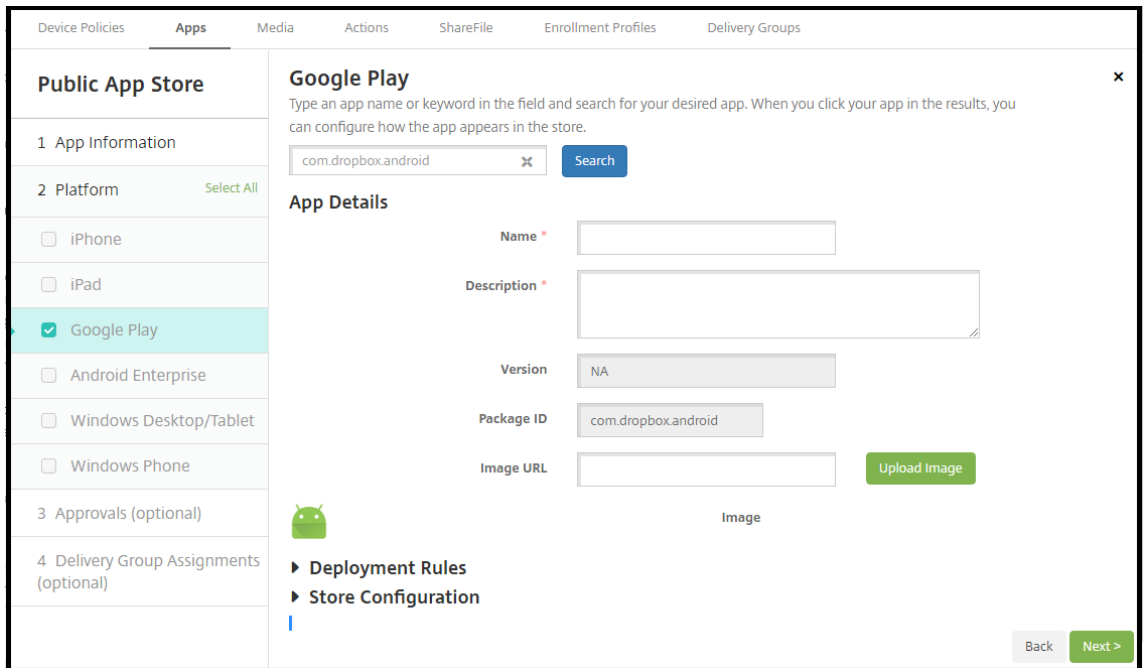 Device Policies Apps Media Actions ShareFile Enrollment Profiles Delivery Groups
Public App Store
1 App Information
2 Platform Select All
iPhone
iPad
Google Play
Android Enterprise
Windows Desktop/Tablet
Windows Phone
3 Approvals (optional)
4 Delivery Group Assignments
(optional)
Google Play
Type an app name or keyword in the field and search for your desired app. When you click your app in the results, you
can configure how the app appears in the store.
com.dropbox.android Search
App Details
Name *
Description *
Version NA
Package ID com.dropbox.android
Image URL Upload Image
Image
Deployment Rules
Store Configuration
Back Next >